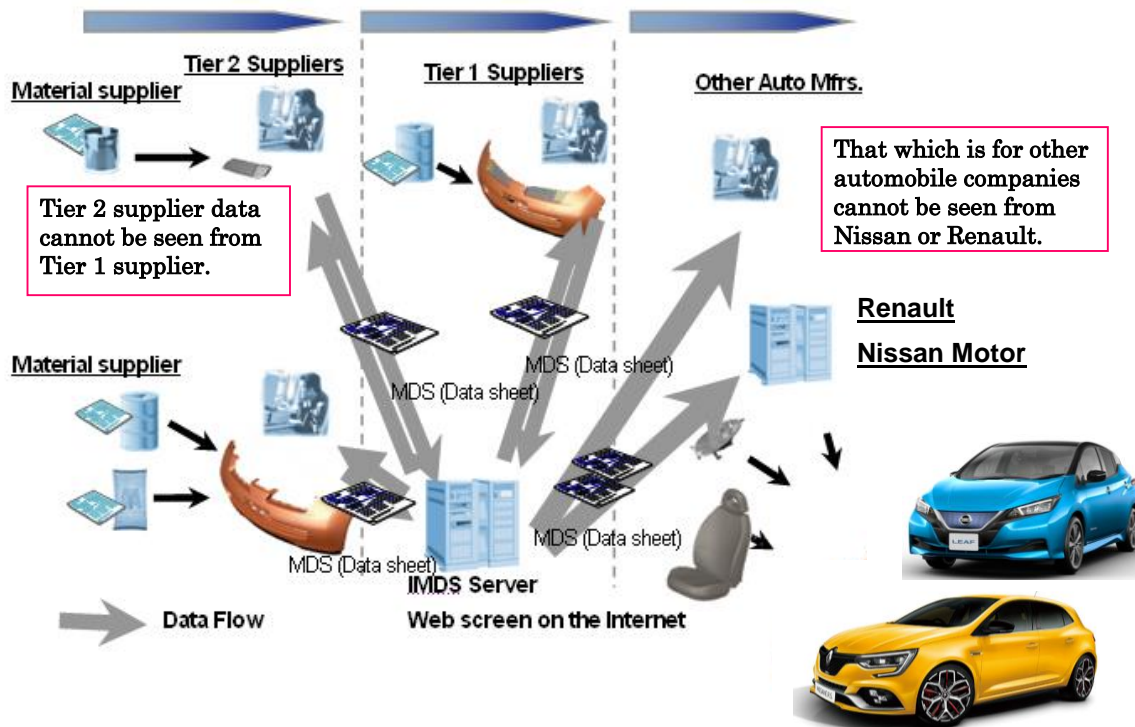 Tier 2 Suppliers
Tier 1 Suppliers
Other Auto Mfrs.
Material supplier
Tier 2 supplier data
cannot be seen from
Tier 1 supplier.
That which is for other
automobile companies
cannot be seen from
Nissan or Renault.
Renault
Nissan Motor
Material supplier
MDS (Data sheet)
MDS (Data sheet)
MDS (Data sheet)
MDS (Data sheet)
IMDS Server
Web screen on the Internet
Data Flow
LEAF